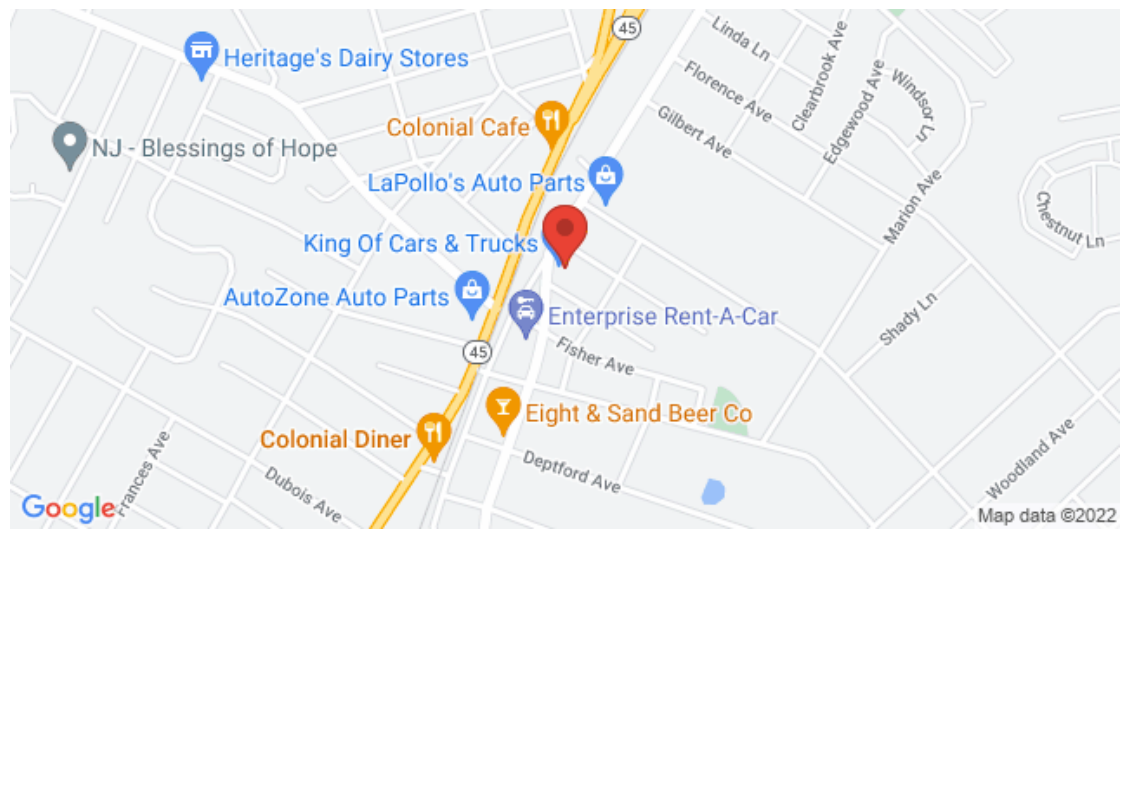 45
Linda Ln
Heritage's Dairy Stores
Clearbrook Ave
Florence Ave
Edgewood Ave
Windsor Ln
Colonial Cafe
Gilbert Ave
NJ - Blessings of Hope
LaPollo's Auto Parts
Marion Ave
Chestnut Ln
King Of Cars & Trucks
AutoZone Auto Parts
Enterprise Rent-A-Car
Shady Ln
45
Fisher Ave
Eight & Sand Beer Co
Colonial Diner
Deptford Ave
Woodland Ave
Frances Ave
Dubois Ave
Google
Map data ©2022